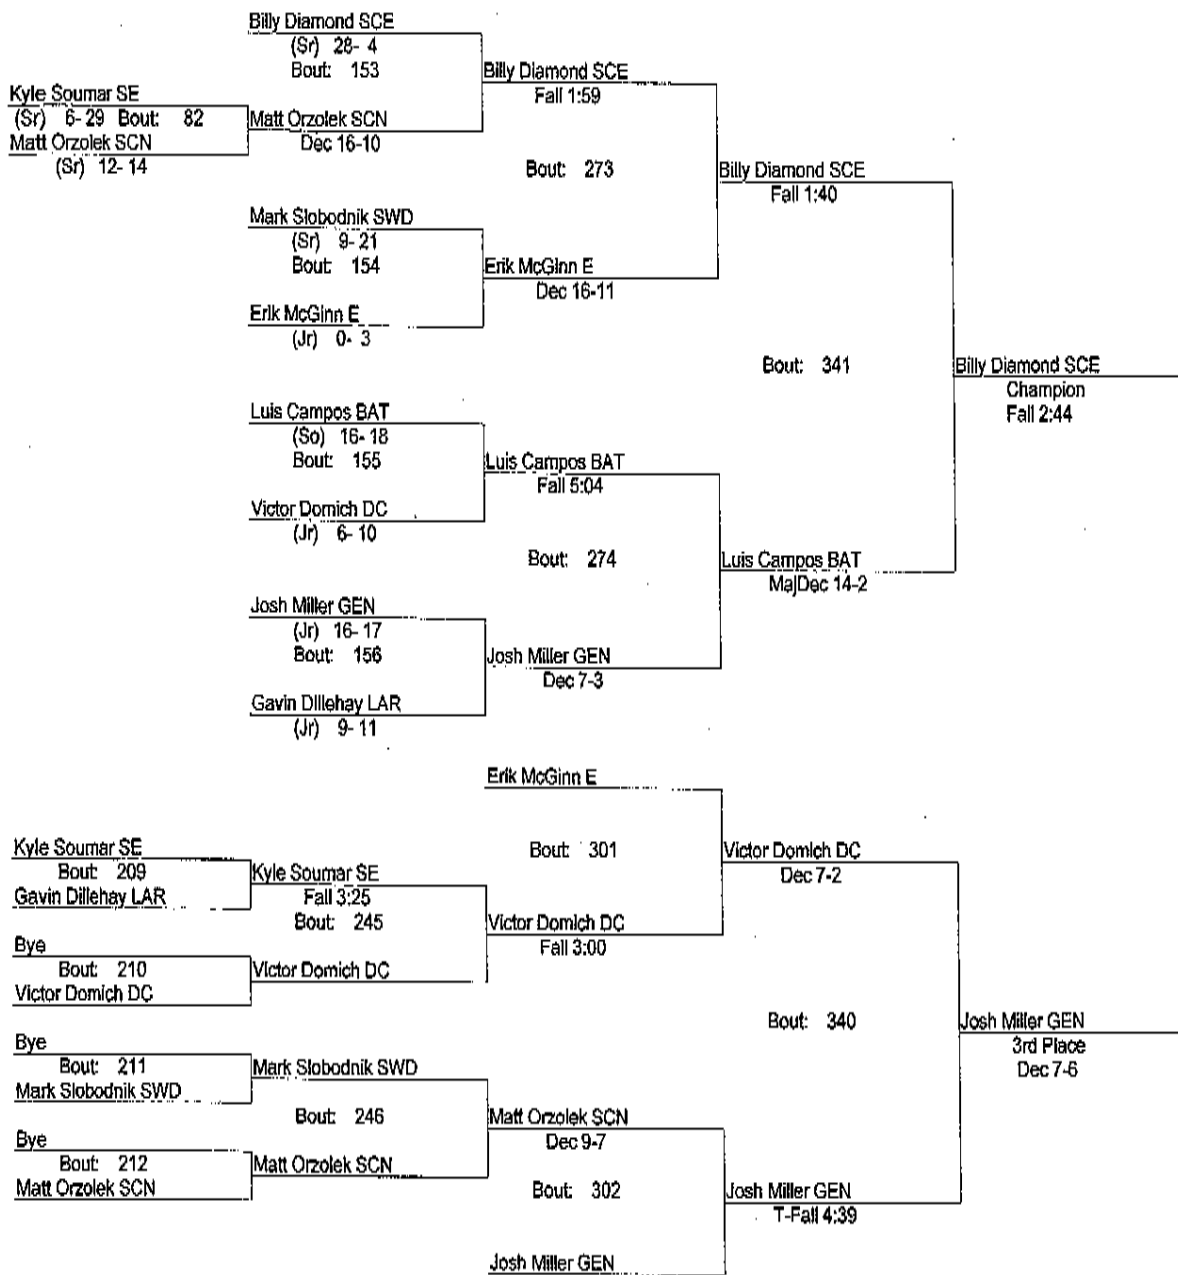 Billy Diamond SCE
(Sr) 28- 4
Bout: 153
Billy Diamond SCE
Fall 1:59
Kyle Soumar SE
(Sr) 6- 29 Bout: 82
Matt Orzolek SCN
(Sr) 12- 14
Matt Orzolek SCN
Dec 16-10
Bout: 273
Billy Diamond SCE
Fall 1:40
Mark Slobodnik SWD
(Sr) 9- 21
Bout: 154
Erik McGinn E
Dec 16-11
Erik McGinn E
(Jr) 0- 3
Bout: 341
Billy Diamond SCE
Champion
Fall 2:44
Luis Campos BAT
(So) 16- 18
Bout: 155
Luis Campos BAT
Fall 5:04
Victor Domich DC
(Jr) 6- 10
Bout: 274
Luis Campos BAT
MajDec 14-2
Josh Miller GEN
(Jr) 16- 17
Bout: 156
Josh Miller GEN
Dec 7-3
Gavin Dillehay LAR
(Jr) 9- 11
Erik McGinn E
Bout: 301
Victor Domich DC
Dec 7-2
Kyle Soumar SE
Bout: 209
Gavin Dillehay LAR
Kyle Soumar SE
Fall 3:25
Bout: 245
Victor Domich DC
Fall 3:00
Bye
Bout: 210
Victor Domich DC
Victor Domich DC
Bout: 340
Josh Miller GEN
3rd Place
Dec 7-6
Bye
Bout: 211
Mark Slobodnik SWD
Mark Slobodnik SWD
Bout: 246
Matt Orzolek SCN
Dec 9-7
Bye
Bout: 212
Matt Orzolek SCN
Matt Orzolek SCN
Bout: 302
Josh Miller GEN
T-Fall 4:39
Josh Miller GEN